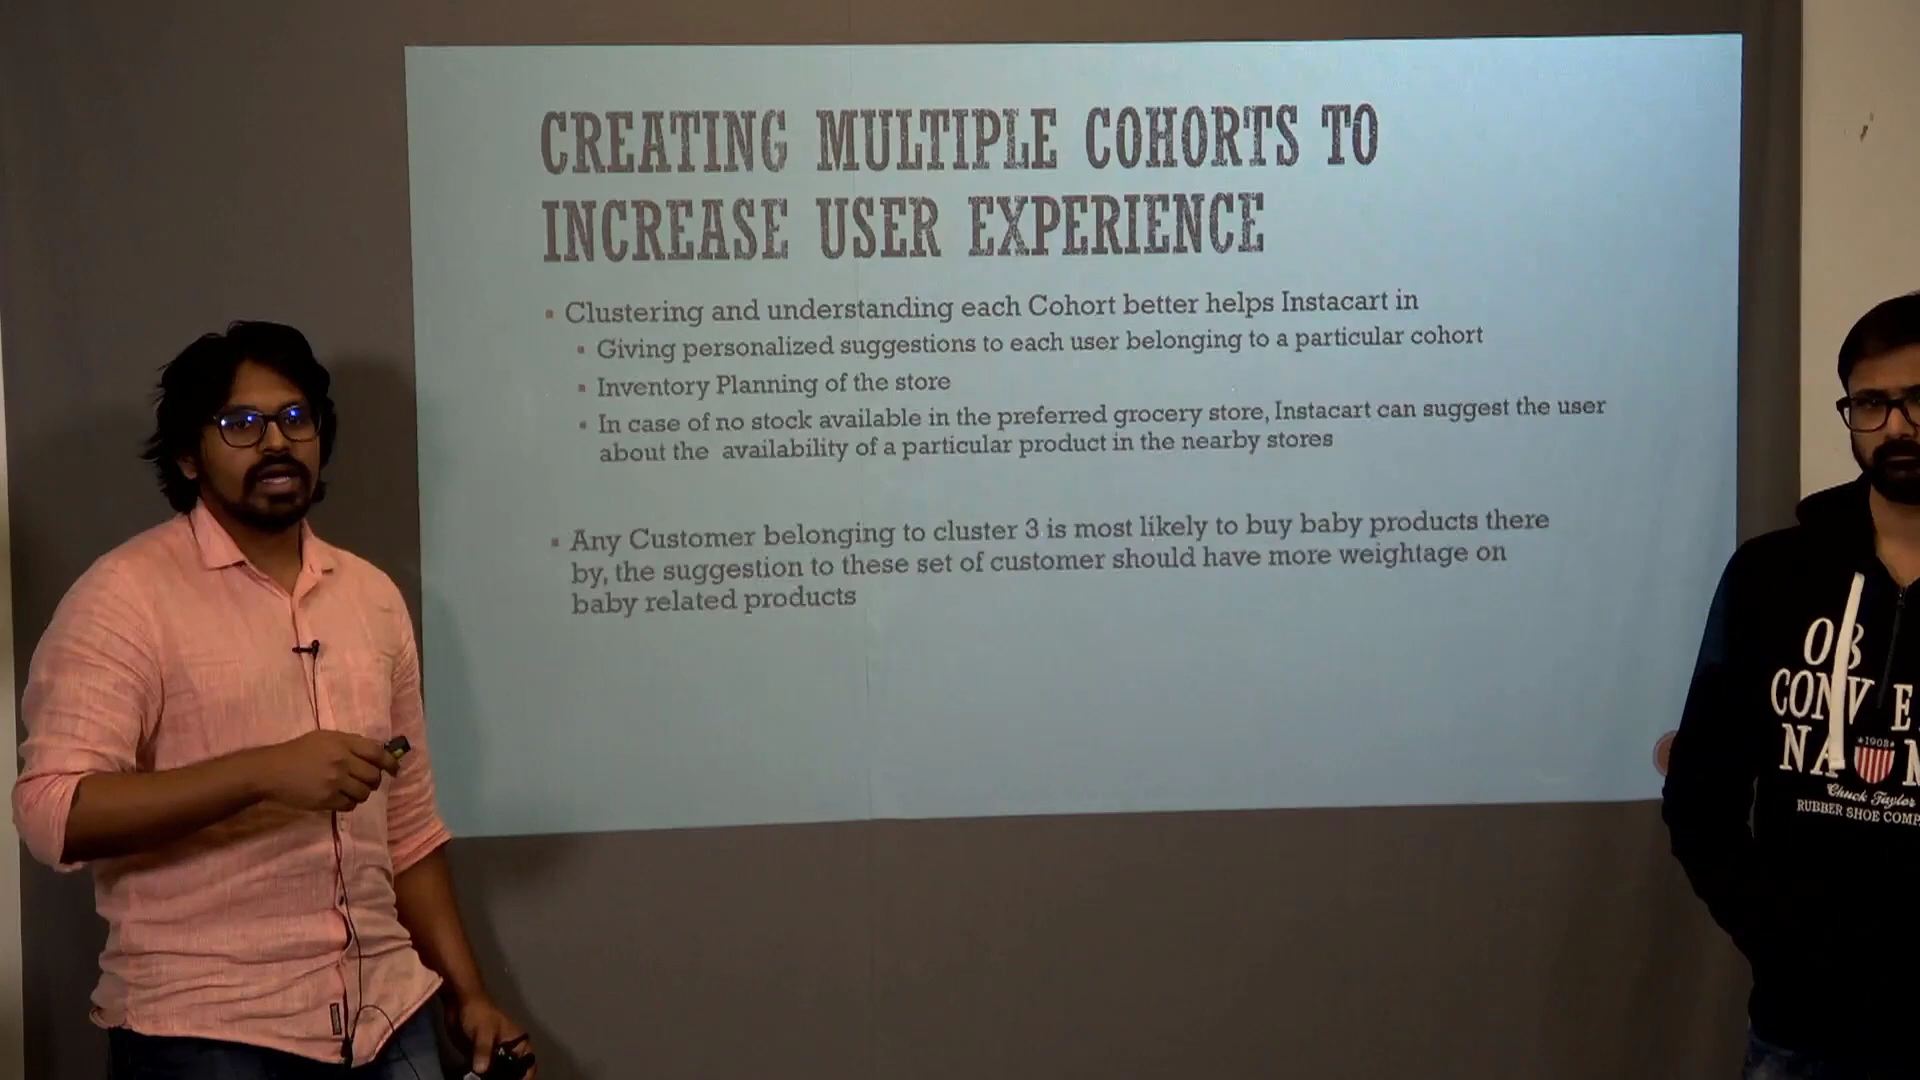 CREATING MULTIPLE COHORTS TO
INCREASE USER EXPERIENCE
Clustering and understanding each Cohort better helps Instacart in
Giving personalized suggestions to each user belonging to a particular cohort
Inventory Planning of the store
In case of no stock available in the preferred grocery store, Instacart can suggest the user
about the availability of a particular product in the nearby stores
Any Customer belonging to cluster 3 is most likely to buy baby products there
by, the suggestion to these set of customer should have more weightage on
baby related products
1908
Chuck Taylor
RUBBER SHOE